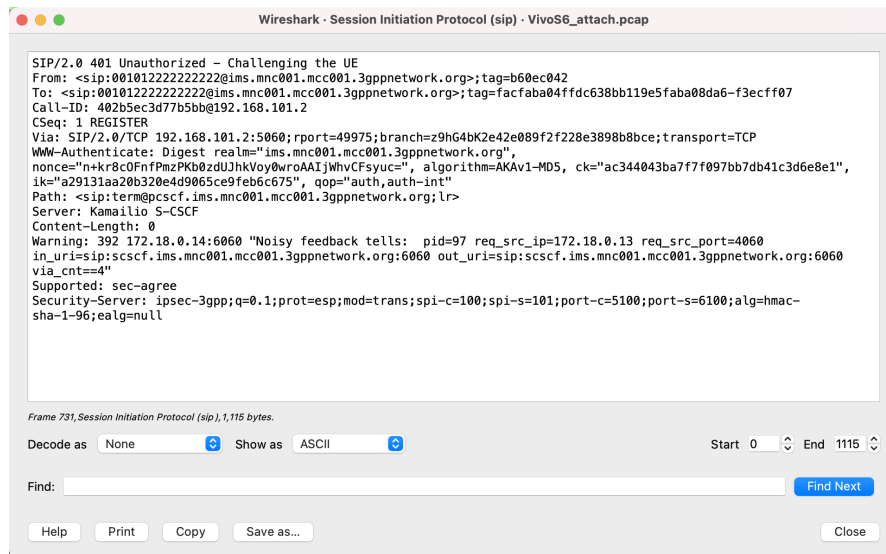 Wireshark · Session Initiation Protocol (sip) · VivoS6_attach.pcap
SIP/2.0 401 Unauthorized – Challenging the UE
From: <sip:001012222222222@ims.mnc001.mcc001.3gppnetwork.org>;tag=b60ec042
To: <sip:001012222222222@ims.mnc001.mcc001.3gppnetwork.org>;tag=facfaba04ffdc638bb119e5faba08da6-f3ecff07
Call-ID: 402b5ec3d77b5bb@192.168.101.2
CSeq: 1 REGISTER
Via: SIP/2.0/TCP 192.168.101.2:5060;rport=49975;branch=z9hG4bK2e42e089f2f228e3898b8bce;transport=TCP
WWW-Authenticate: Digest realm="ims.mnc001.mcc001.3gppnetwork.org",
nonce="n+kr8cOFnfPmzPKb0zdUJhkVoy0wroAAIjWhvCFsyuc=", algorithm=AKAv1-MD5, ck="ac344043ba7f7f097bb7db41c3d6e8e1",
ik="a29131aa20b320e4d9065ce9feb6c675", qop="auth,auth-int"
Path: <sip:term@pcscf.ims.mnc001.mcc001.3gppnetwork.org;lr>
Server: Kamailio S-CSCF
Content-Length: 0
Warning: 392 172.18.0.14:6060 "Noisy feedback tells:  pid=97 req_src_ip=172.18.0.13 req_src_port=4060
in_uri=sip:scscf.ims.mnc001.mcc001.3gppnetwork.org:6060 out_uri=sip:scscf.ims.mnc001.mcc001.3gppnetwork.org:6060
via_cnt==4"
Supported: sec-agree
Security-Server: ipsec-3gpp;q=0.1;prot=esp;mod=trans;spi-c=100;spi-s=101;port-c=5100;port-s=6100;alg=hmac-
sha-1-96;ealg=null
Frame 731,Session Initiation Protocol (sip),1,115 bytes.
Decode as None Show as ASCII Start 0 End 1115
Find: Find Next
Help Print Copy Save as... Close